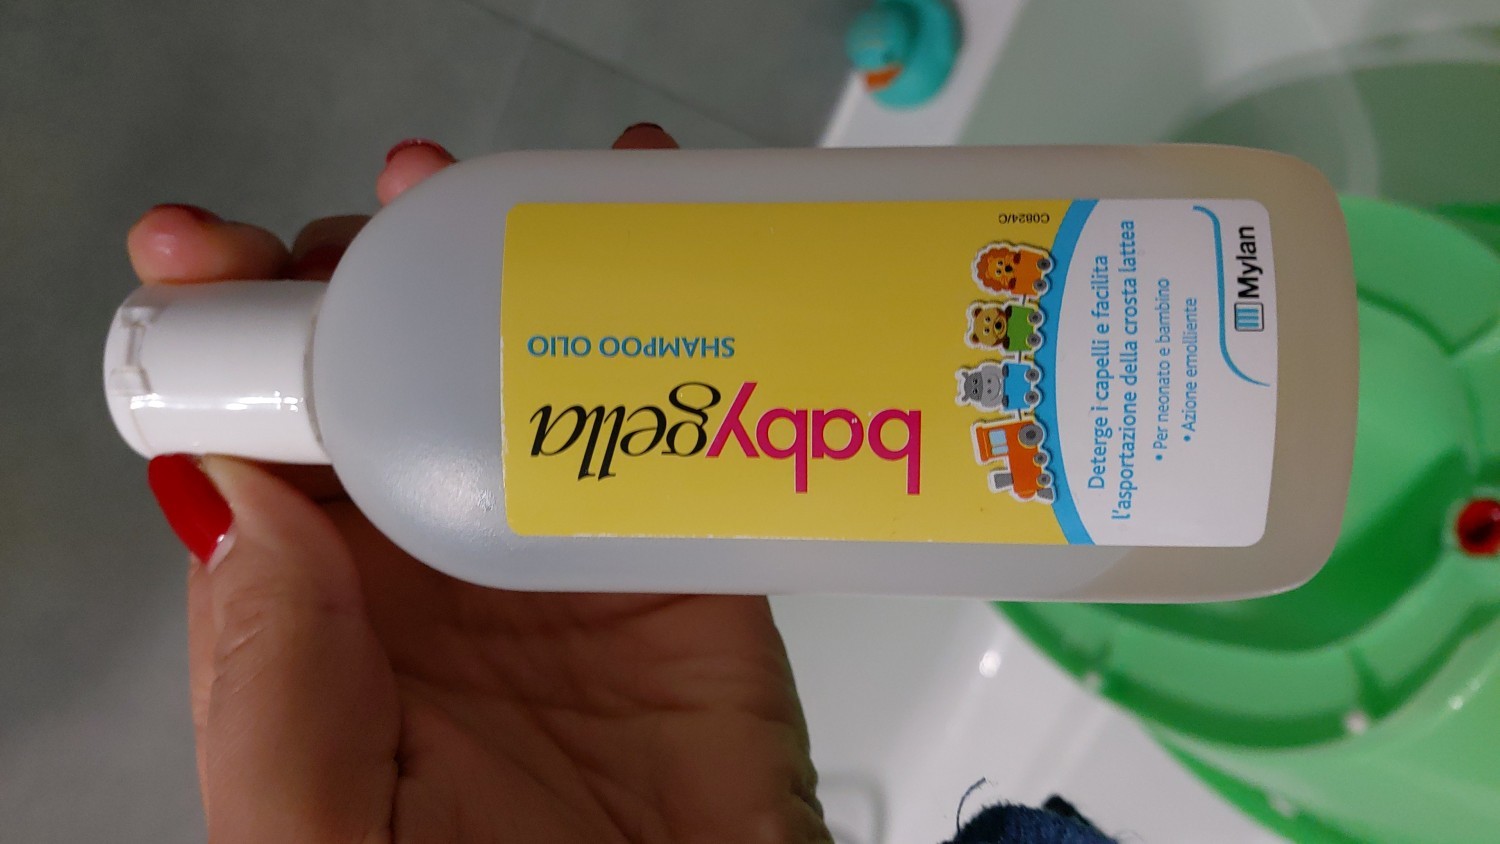 babygella
SHAMPOO OLIO
C0824/C
Deterge i capelli e facilita
l'asportazione della crosta lattea
• Per neonato e bambino
• Azione emolliente
Mylan